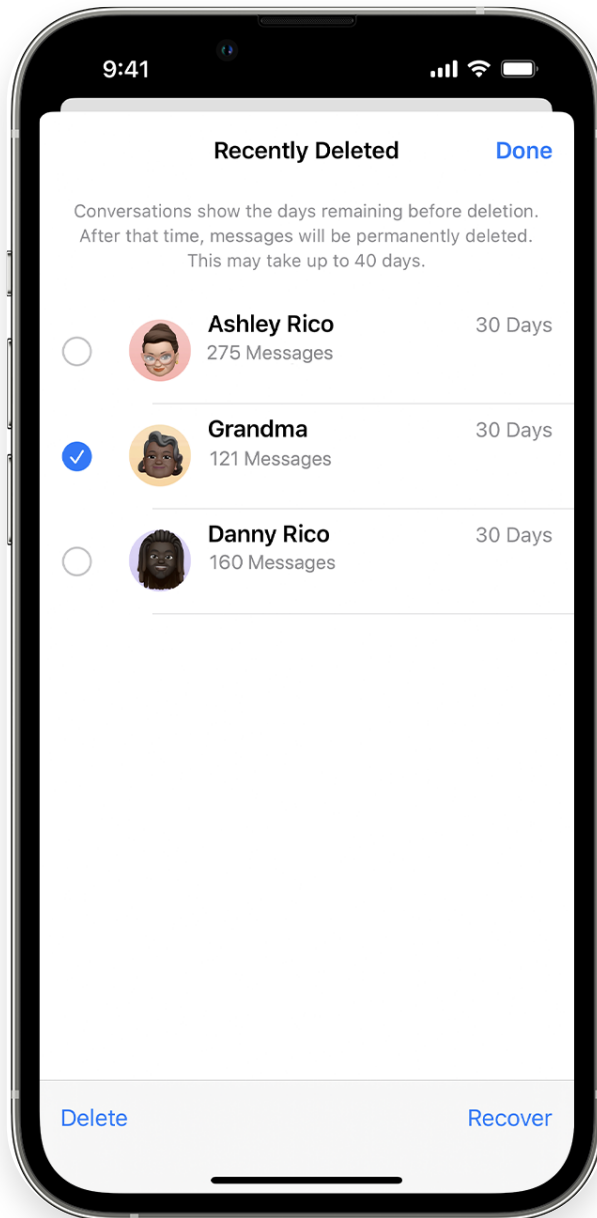 9:41
Recently Deleted
Done
Conversations show the days remaining before deletion.
After that time, messages will be permanently deleted.
This may take up to 40 days.
Ashley Rico
30 Days
275 Messages
Grandma
30 Days
121 Messages
Danny Rico
30 Days
160 Messages
Delete
Recover